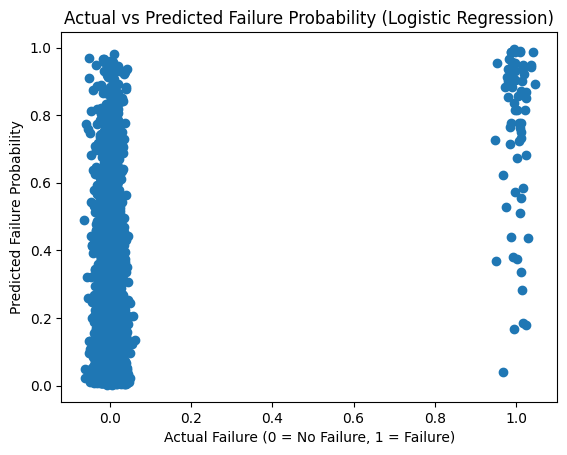 Actual vs Predicted Failure Probability (Logistic Regression)
Predicted Failure Probability
1.0
0.8
0.6
0.4
0.2
0.0
0.0 0.2 0.4 0.6 0.8 1.0
Actual Failure (0 = No Failure, 1 = Failure)